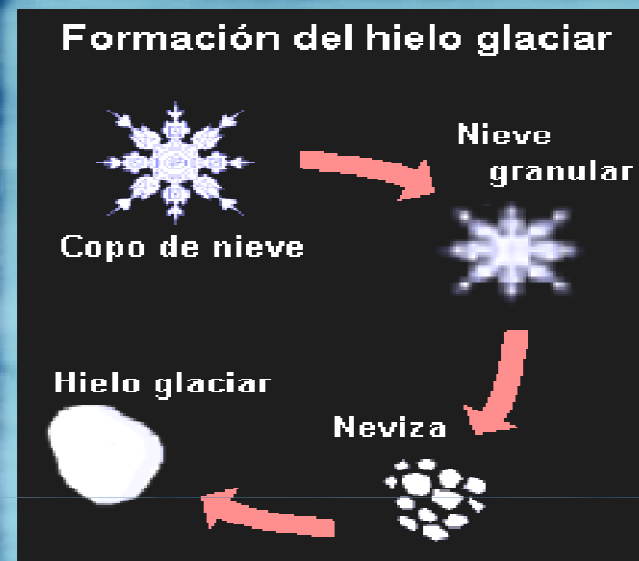 Formación del hielo glaciar
Copo de nieve
Nieve
granular
Neviza
Hielo glaciar